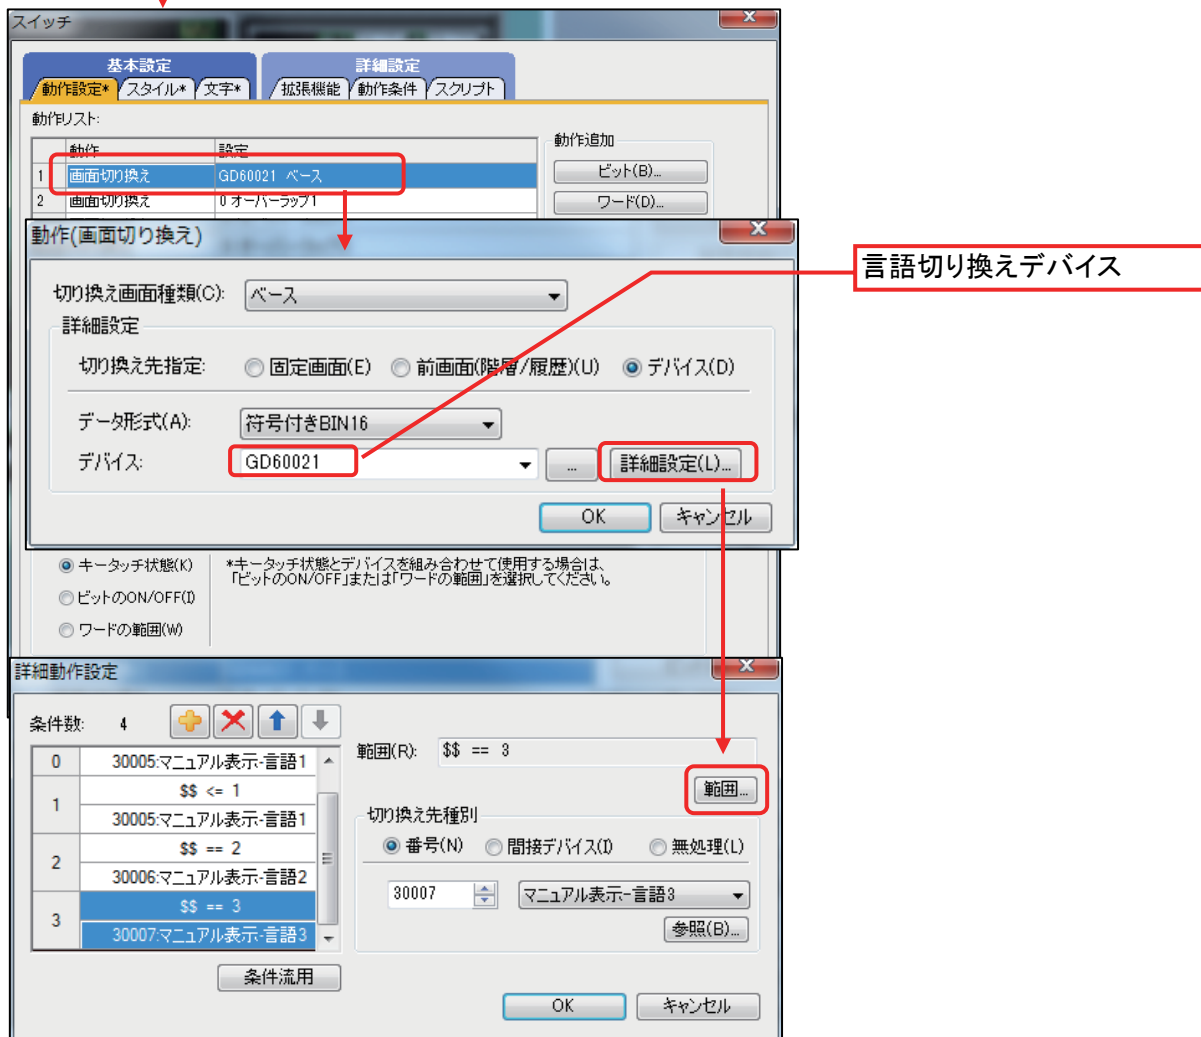 スイッチ
基本設定
詳細設定
動作設定*
スタイル*
文字*
拡張機能
動作条件
スクリプト
動作リスト:
動作追加
動作
設定
1 画面切り換え GD60021 ベース
ビット(B)...
2 画面切り換え 0 オーバーラップ1
ワード(D)...
動作(画面切り換え)
言語切り換えデバイス
切り換え画面種類(C): ベース
詳細設定
切り換え先指定: 固定画面(E) 前画面(階層/履歴)(U) デバイス(D)
データ形式(A): 符号付きBIN16
デバイス: GD60021 ... 詳細設定(L)...
OK キャンセル
キータッチ状態(K)
*キータッチ状態とデバイスを組み合わせて使用する場合は、
「ビットのON/OFF」または「ワードの範囲」を選択してください。
ビットのON/OFF(I)
ワードの範囲(W)
詳細動作設定
条件数: 4
範囲(R): $$ == 3
0 30005:マニュアル表示-言語1
範囲...
1 $$ <= 1
30005:マニュアル表示-言語1
切り換え先種別
2 $$ == 2
30006:マニュアル表示-言語2
番号(N) 間接デバイス(I) 無処理(L)
3 $$ == 3
30007:マニュアル表示-言語3
30007 マニュアル表示-言語3
参照(B)...
条件流用
OK キャンセル